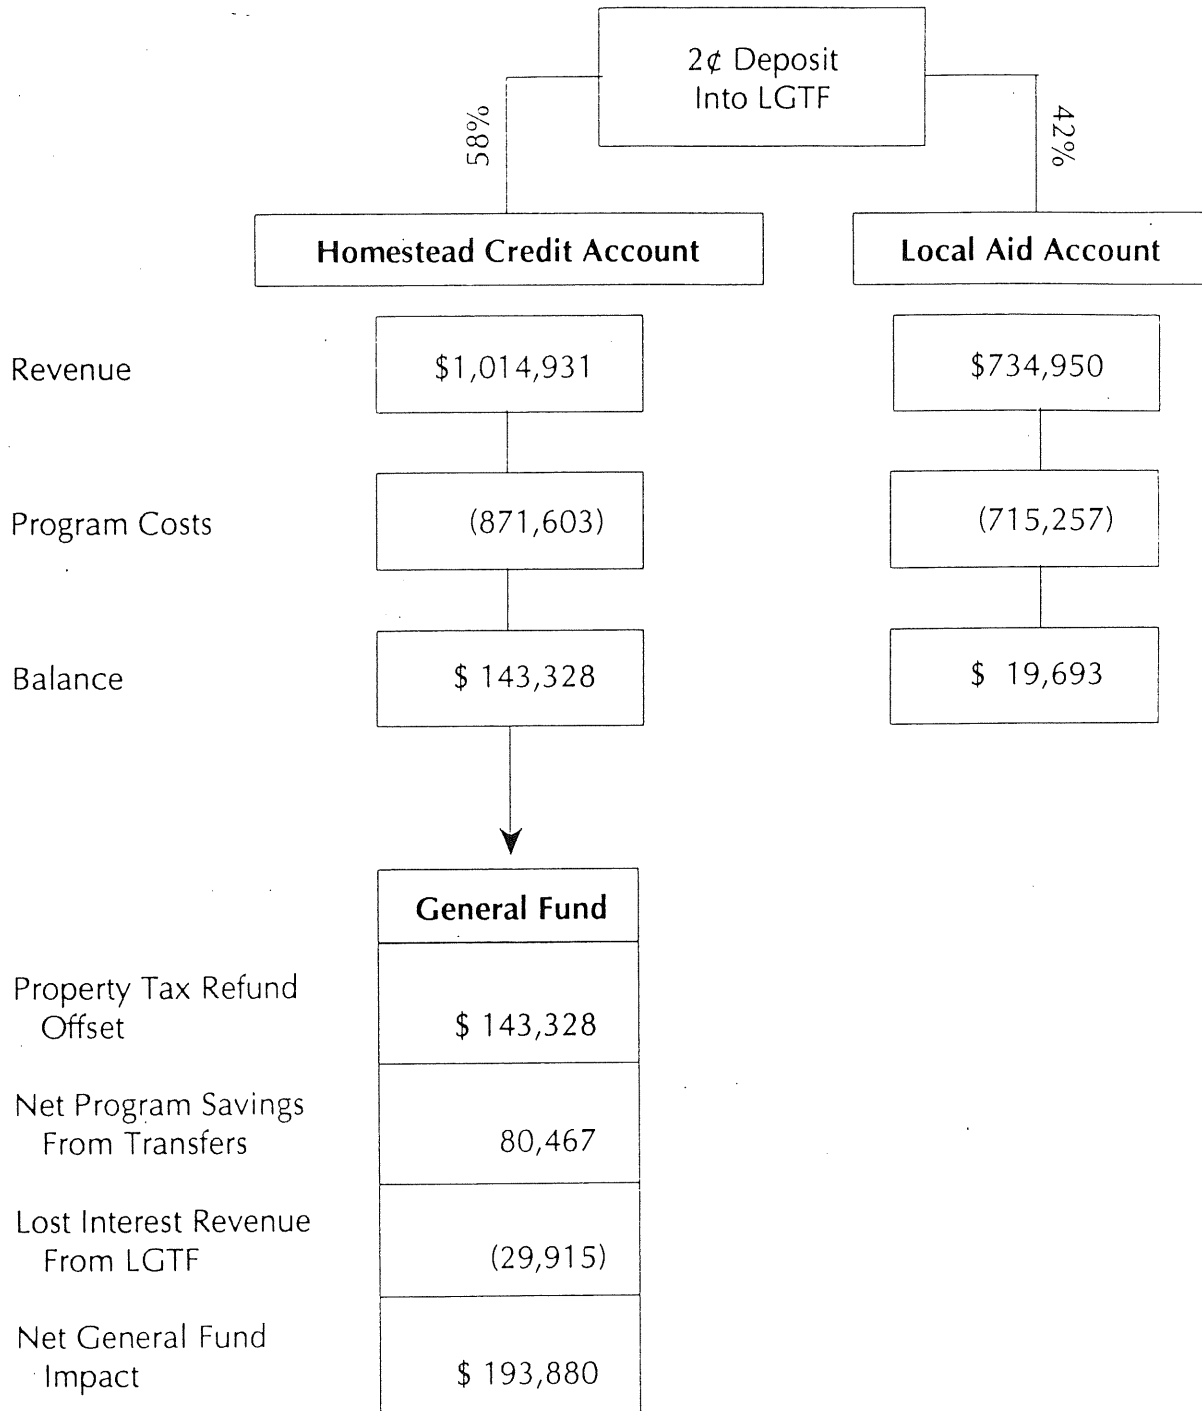 2¢ Deposit
Into LGTF
58%
42%
Homestead Credit Account
Local Aid Account
Revenue
$1,014,931
$734,950
Program Costs
(871,603)
(715,257)
Balance
$ 143,328
$ 19,693
General Fund
Property Tax Refund
Offset
$ 143,328
Net Program Savings
From Transfers
80,467
Lost Interest Revenue
From LGTF
(29,915)
Net General Fund
Impact
$ 193,880